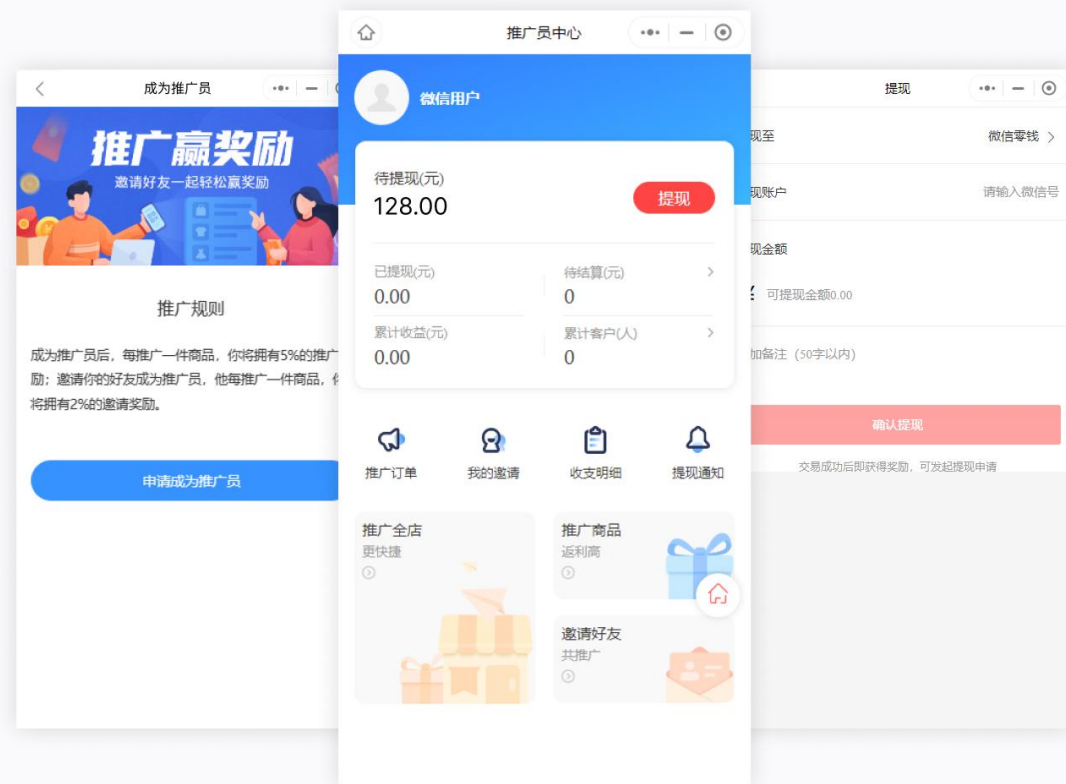 成为推广员
推广赢奖励
邀请好友一起轻松赢奖励
推广规则
成为推广员后，每推广一件商品，你将拥有5%的推广
励；邀请你的好友成为推广员，他每推广一件商品，
将拥有2%的邀请奖励。
申请成为推广员
推广员中心
微信用户
待提现(元)
128.00
提现
已提现(元)
待结算(元)
0.00
0
累计收益(元)
累计客户(人)
0.00
0
推广订单
我的邀请
收支明细
提现通知
推广全店
更快捷
推广商品
返利高
邀请好友
共推广
提现
现至
微信零钱
现账户
请输入微信号
现金额
可提现金额0.00
加备注（50字以内）
确认提现
交易成功后即获得奖励，可发起提现申请